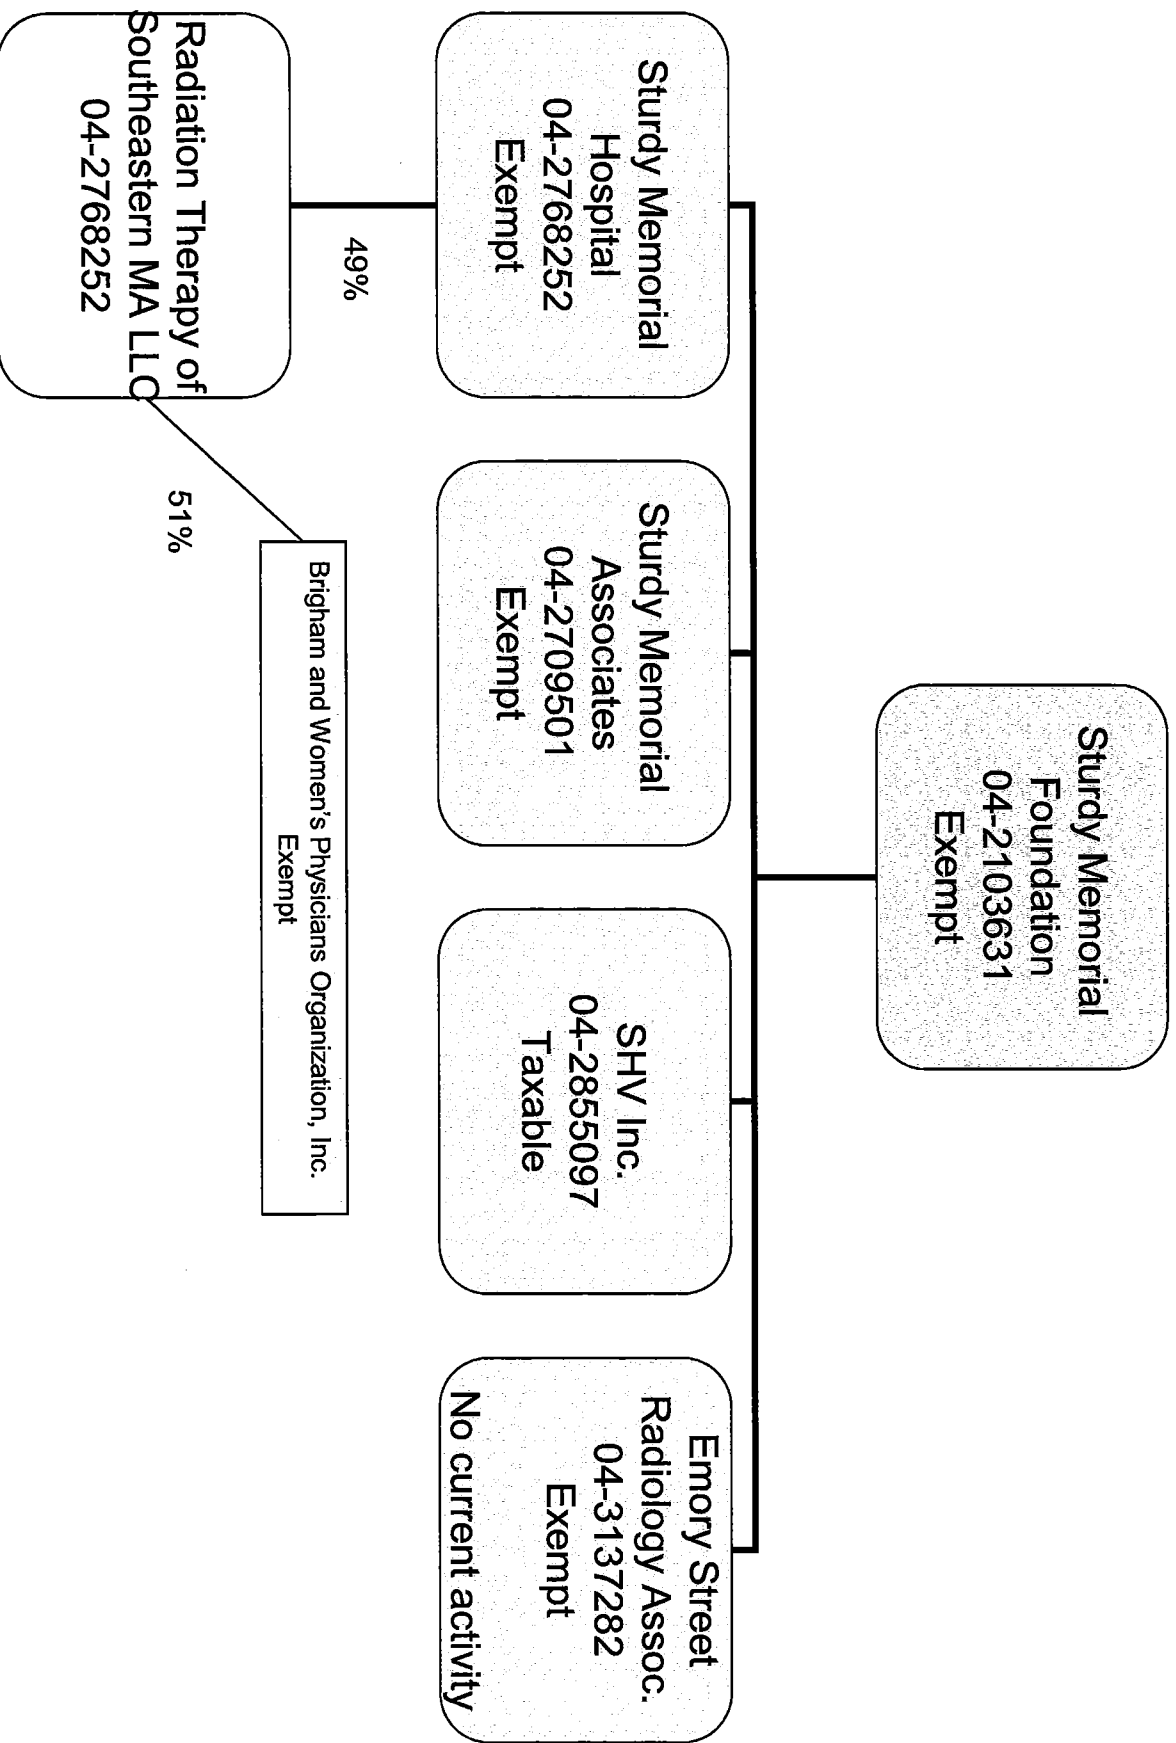 Sturdy Memorial
Foundation
04-2103631
Exempt
Sturdy Memorial
Hospital
04-2768252
Exempt
Sturdy Memorial
Associates
04-2709501
Exempt
SHV Inc.
04-2855097
Taxable
Emory Street
Radiology Assoc.
04-3137282
Exempt
No current activity
49%
Brigham and Women's Physicians Organization, Inc.
Exempt
51%
Radiation Therapy of
Southeastern MA LLC
04-2768252